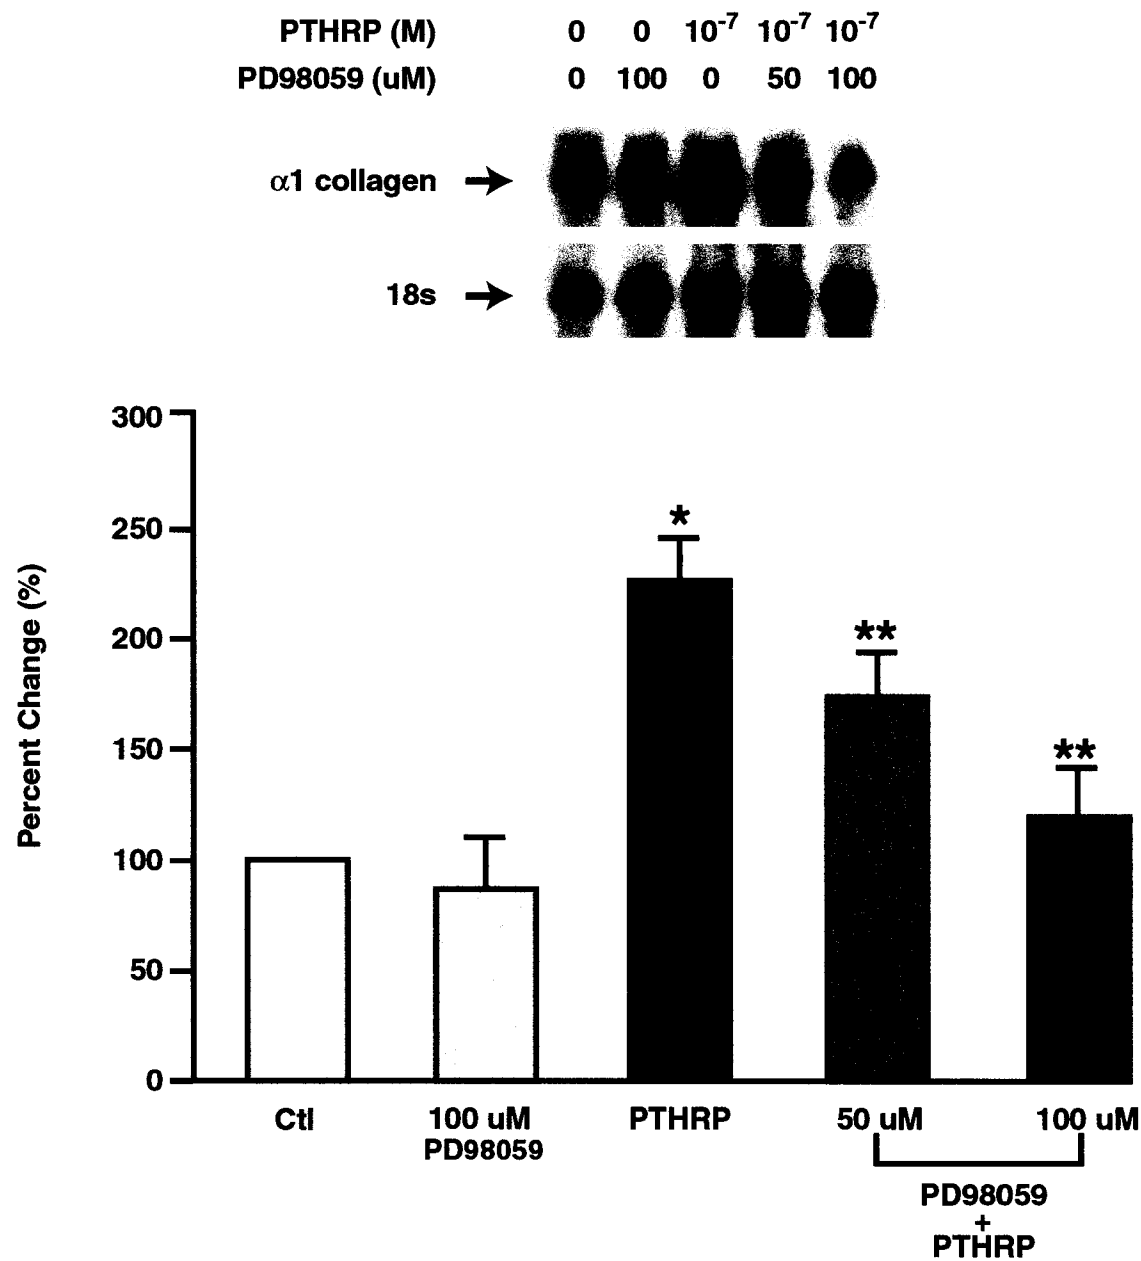 PTHRP (M) 0 0 10⁻⁷ 10⁻⁷ 10⁻⁷
PD98059 (uM) 0 100 0 50 100
α1 collagen
18s
300
250
200
150
100
50
0
Percent Change (%)
*
**
**
Ctl 100 uM PTHRP 50 uM 100 uM
PD98059
PD98059
+
PTHRP